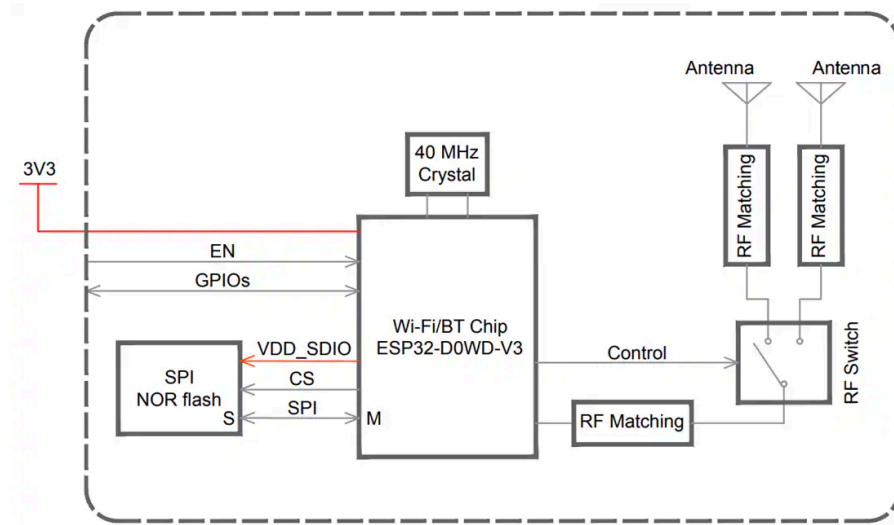 Antenna
Antenna
40 MHz
Crystal
3V3
RF Matching
RF Matching
EN
GPIOs
Wi-Fi/BT Chip
ESP32-D0WD-V3
VDD_SDIO
Control
SPI
NOR flash
CS
SPI
S
M
RF Matching
RF Switch